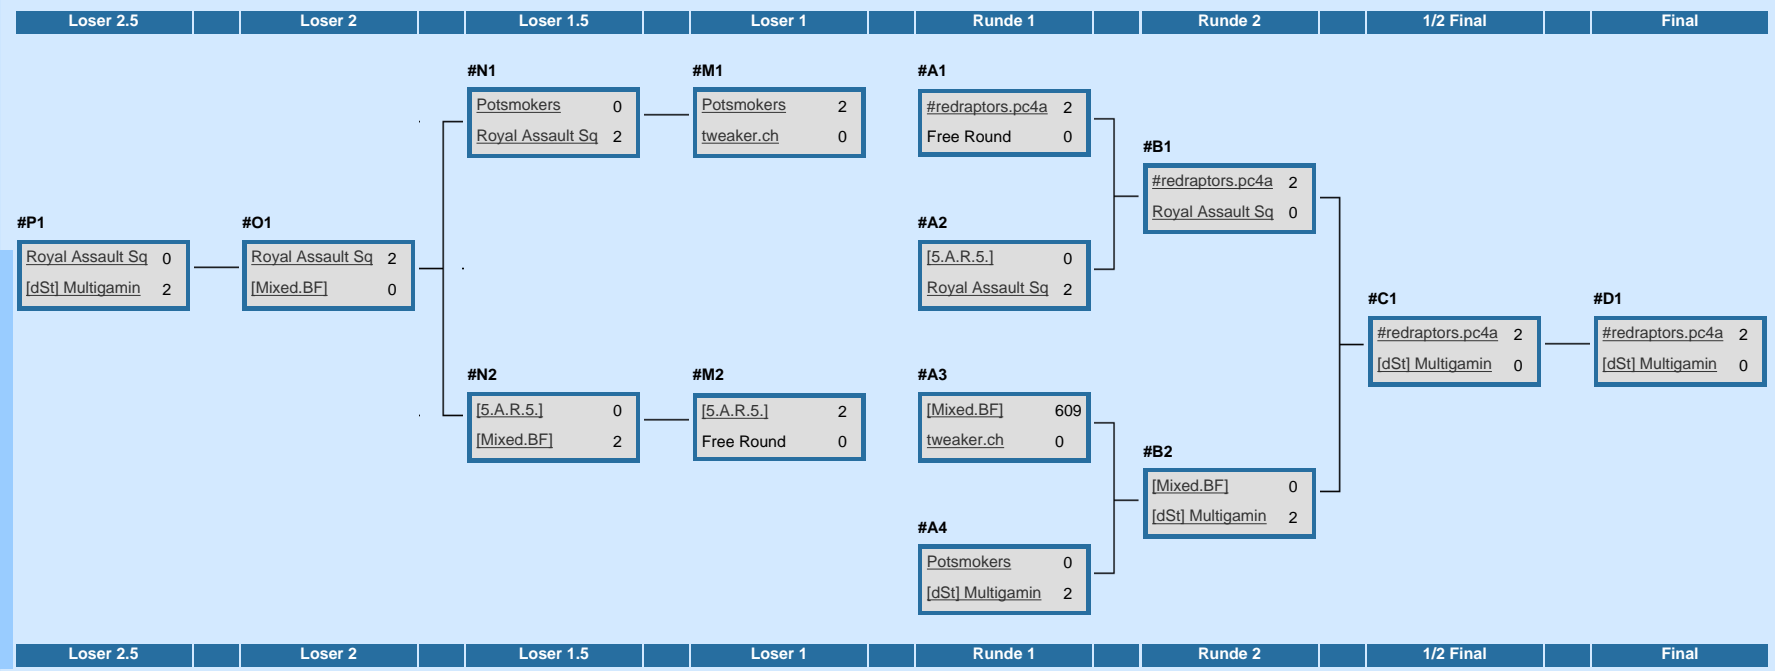 Loser 2.5 Loser 2 Loser 1.5 Loser 1 Runde 1 Runde 2 1/2 Final Final
#N1 #M1 #A1
Potsmokers 0 Potsmokers 2 #redraptors.pc4a 2
Royal Assault Sq 2 tweaker.ch 0 Free Round 0
#B1
#redraptors.pc4a 2
Royal Assault Sq 0
#P1 #O1 #A2
Royal Assault Sq 0 Royal Assault Sq 2 [5.A.R.5.] 0
[dSt] Multigamin 2 [Mixed.BF] 0 Royal Assault Sq 2
#C1 #D1
#redraptors.pc4a 2 #redraptors.pc4a 2
[dSt] Multigamin 0 [dSt] Multigamin 0
#N2 #M2 #A3
[5.A.R.5.] 0 [5.A.R.5.] 2 [Mixed.BF] 609
[Mixed.BF] 2 Free Round 0 tweaker.ch 0
#B2
[Mixed.BF] 0
[dSt] Multigamin 2
#A4
Potsmokers 0
[dSt] Multigamin 2
Loser 2.5 Loser 2 Loser 1.5 Loser 1 Runde 1 Runde 2 1/2 Final Final